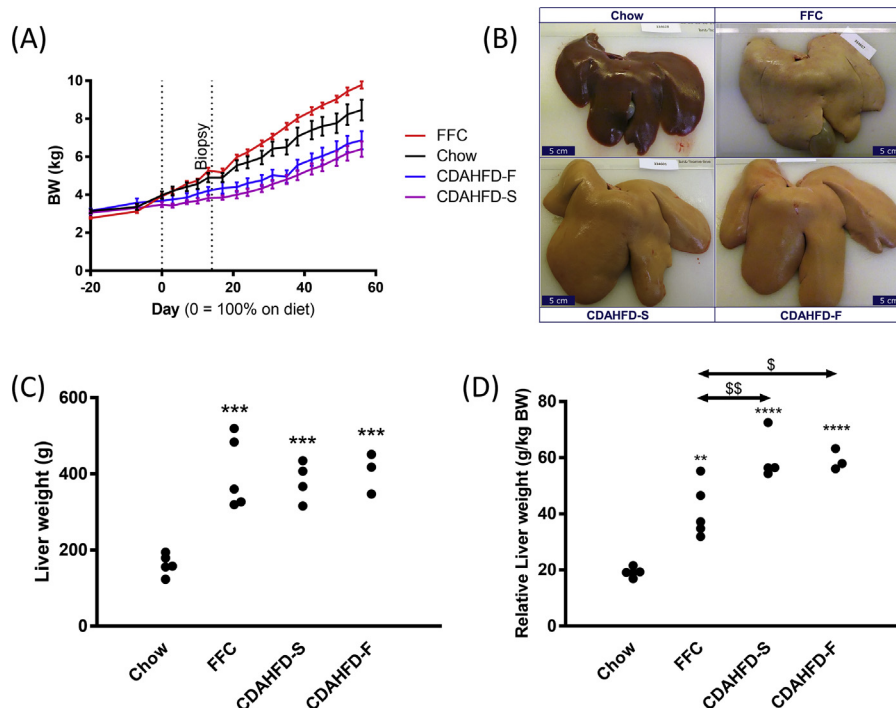 (A)
BW (kg)
10
8
6
4
2
0
Biopsy
-20
0
20
40
60
Day (0 = 100% on diet)
FFC
Chow
CDAHFD-F
CDAHFD-S
(B)
Chow
FFC
5 cm
5 cm
5 cm
5 cm
CDAHFD-S
CDAHFD-F
(C)
Liver weight (g)
600
400
200
0
***
***
***
Chow
FFC
CDAHFD-S
CDAHFD-F
(D)
Relative Liver weight (g/kg BW)
80
60
40
20
0
$
$$
**
****
****
Chow
FFC
CDAHFD-S
CDAHFD-F